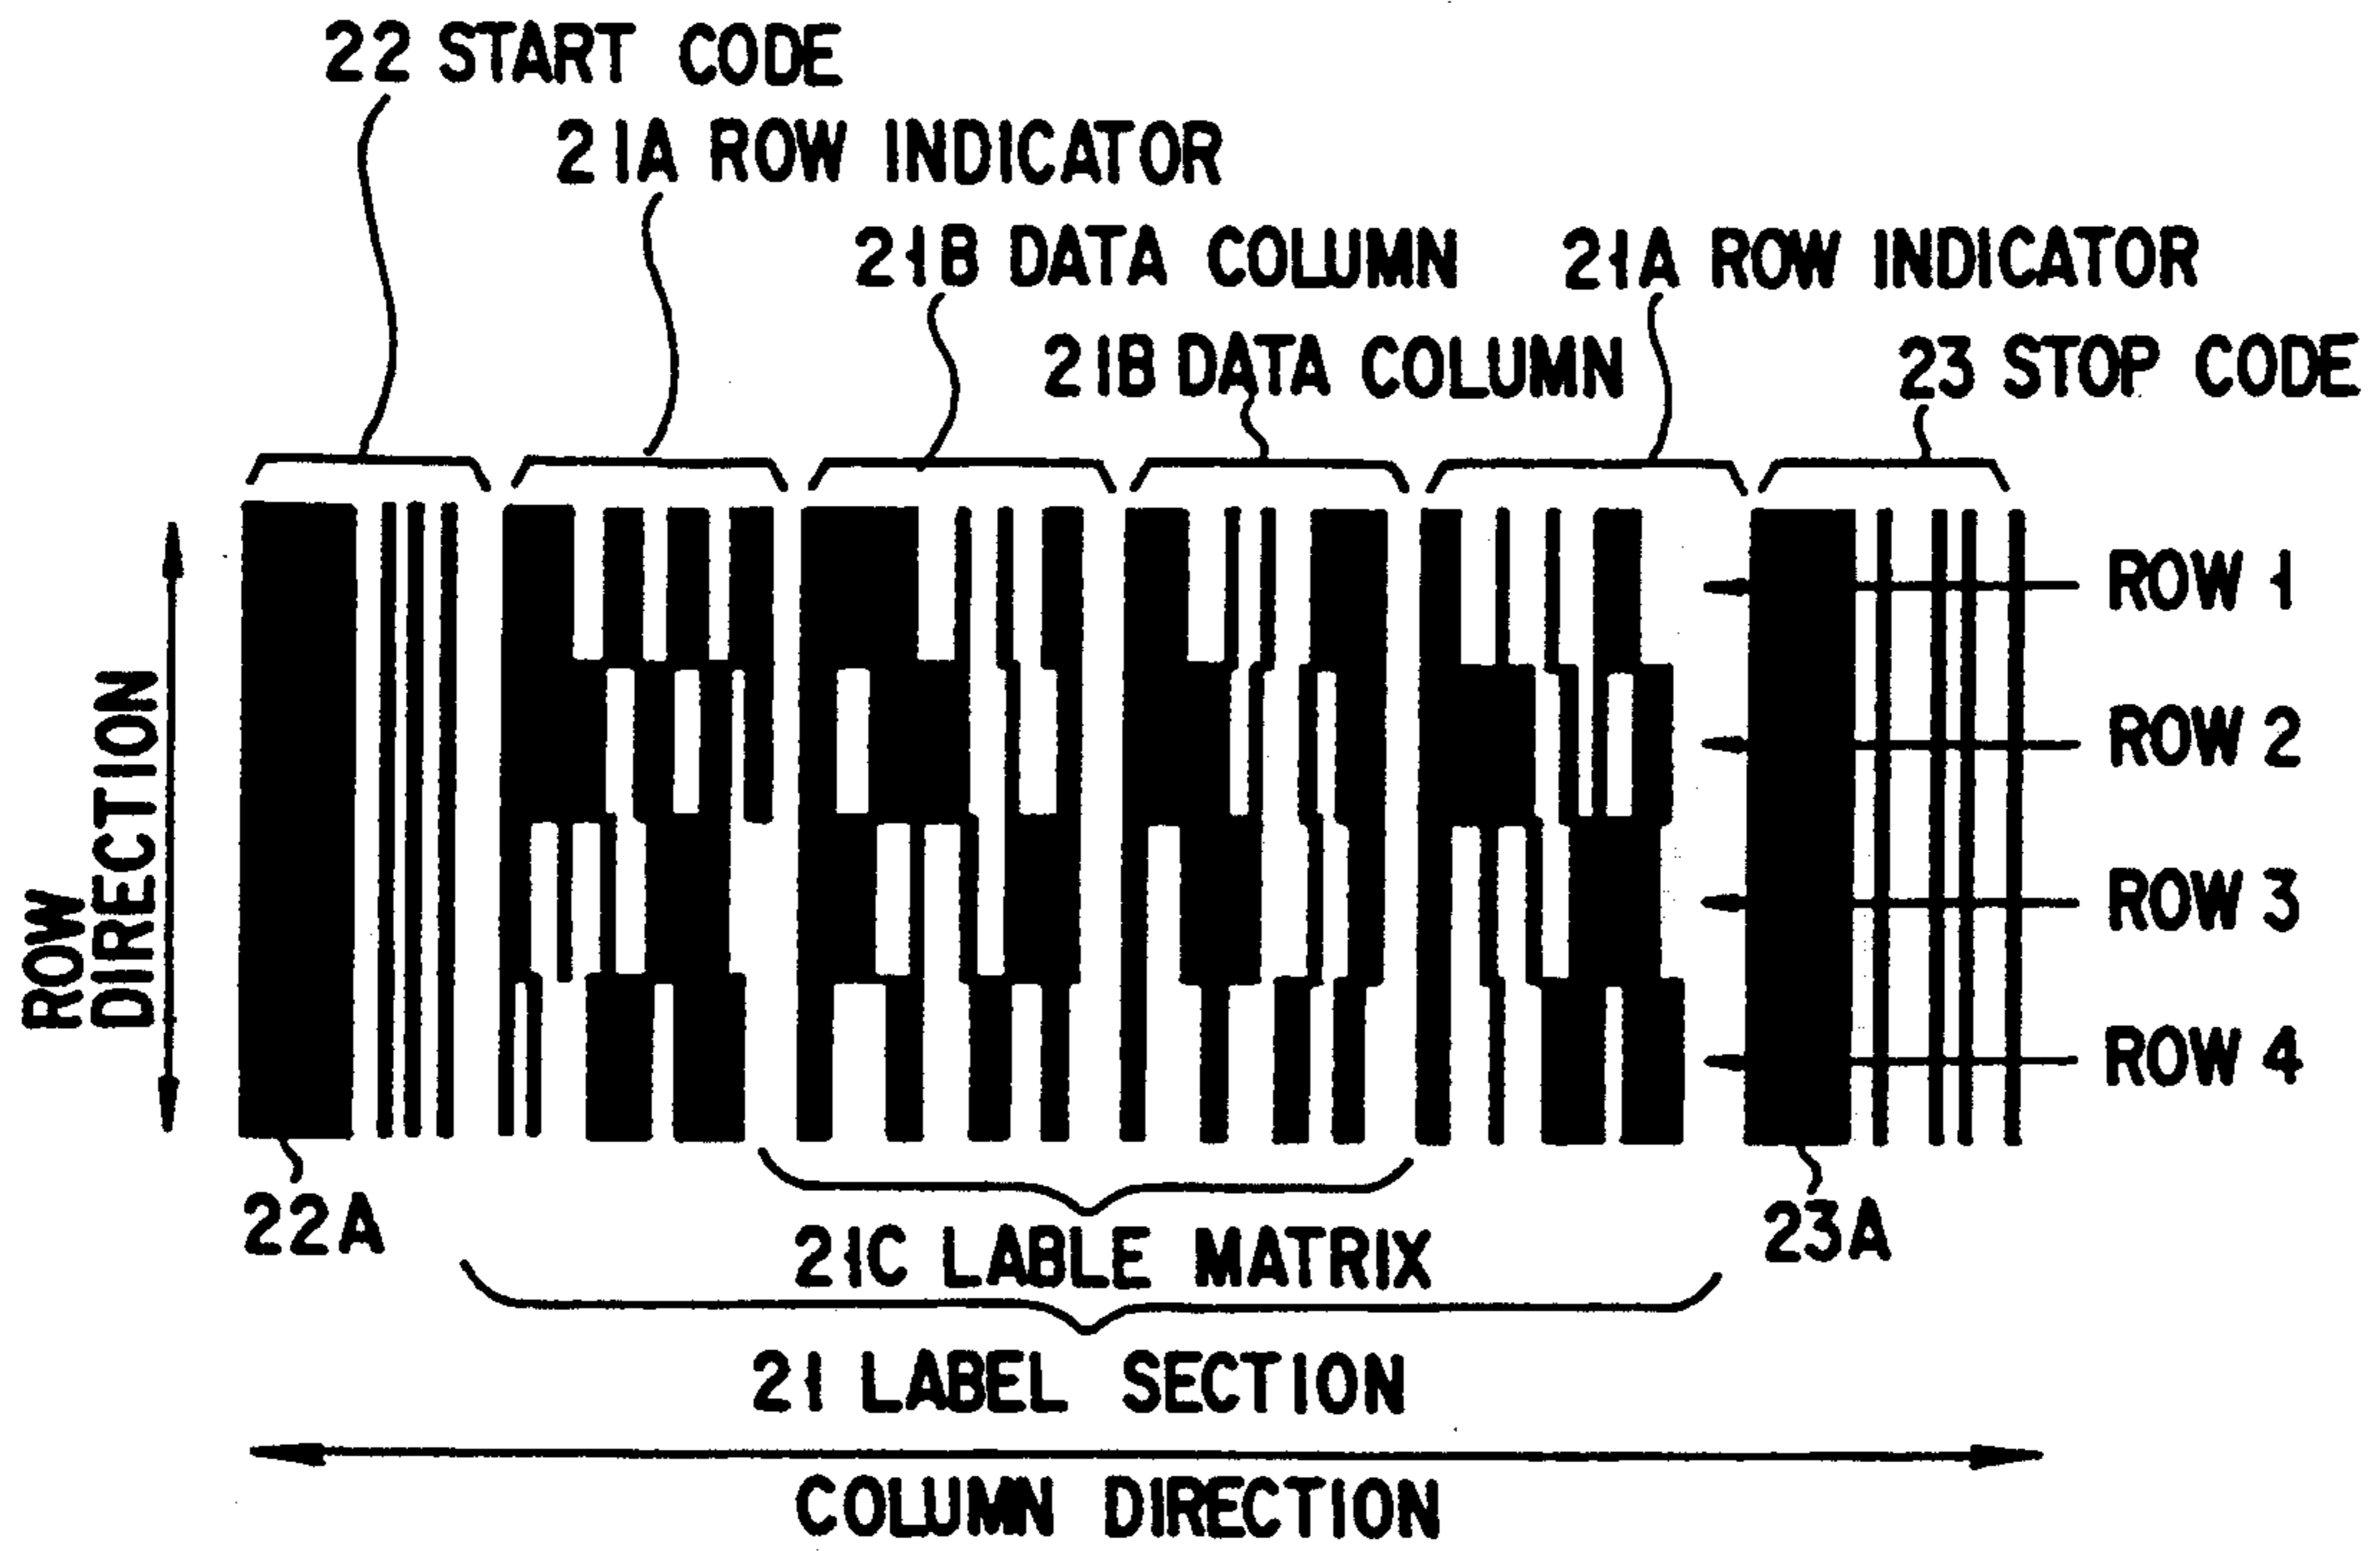 22 START CODE
21A ROW INDICATOR
21B DATA COLUMN
21A ROW INDICATOR
21B DATA COLUMN
23 STOP CODE
ROW 1
ROW 2
ROW 3
ROW 4
ROW
DIRECTION
22A
23A
21C LABLE MATRIX
21 LABEL SECTION
COLUMN DIRECTION